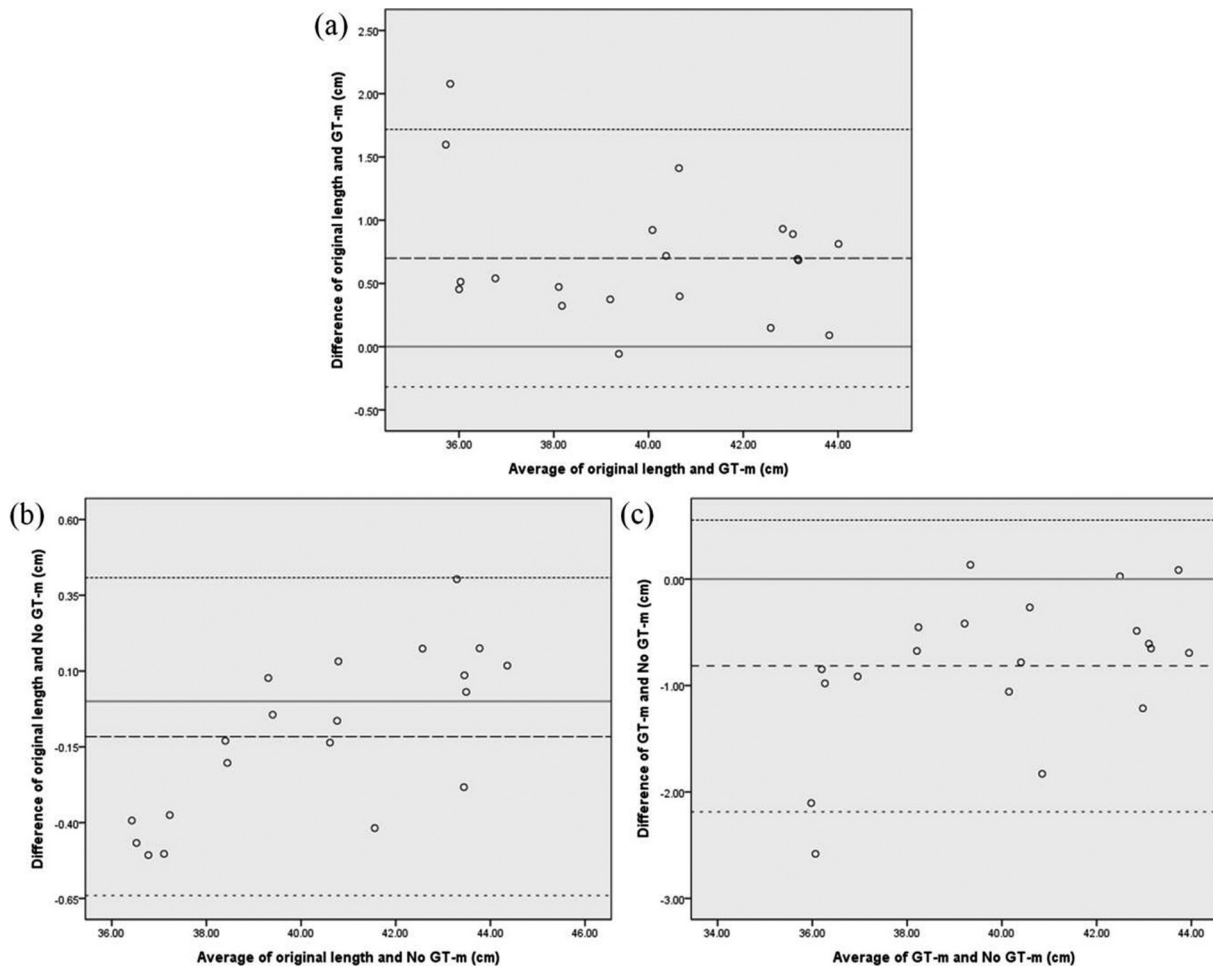 (a)
Difference of original length and GT-m (cm)
2.50
2.00
1.50
1.00
0.50
0.00
-0.50
36.00 38.00 40.00 42.00 44.00
Average of original length and GT-m (cm)
(b)
Difference of original length and No GT-m (cm)
0.60
0.35
0.10
-0.15
-0.40
-0.65
36.00 38.00 40.00 42.00 44.00 46.00
Average of original length and No GT-m (cm)
(c)
Difference of GT-m and No GT-m (cm)
0.00
-1.00
-2.00
-3.00
34.00 36.00 38.00 40.00 42.00 44.00
Average of GT-m and No GT-m (cm)